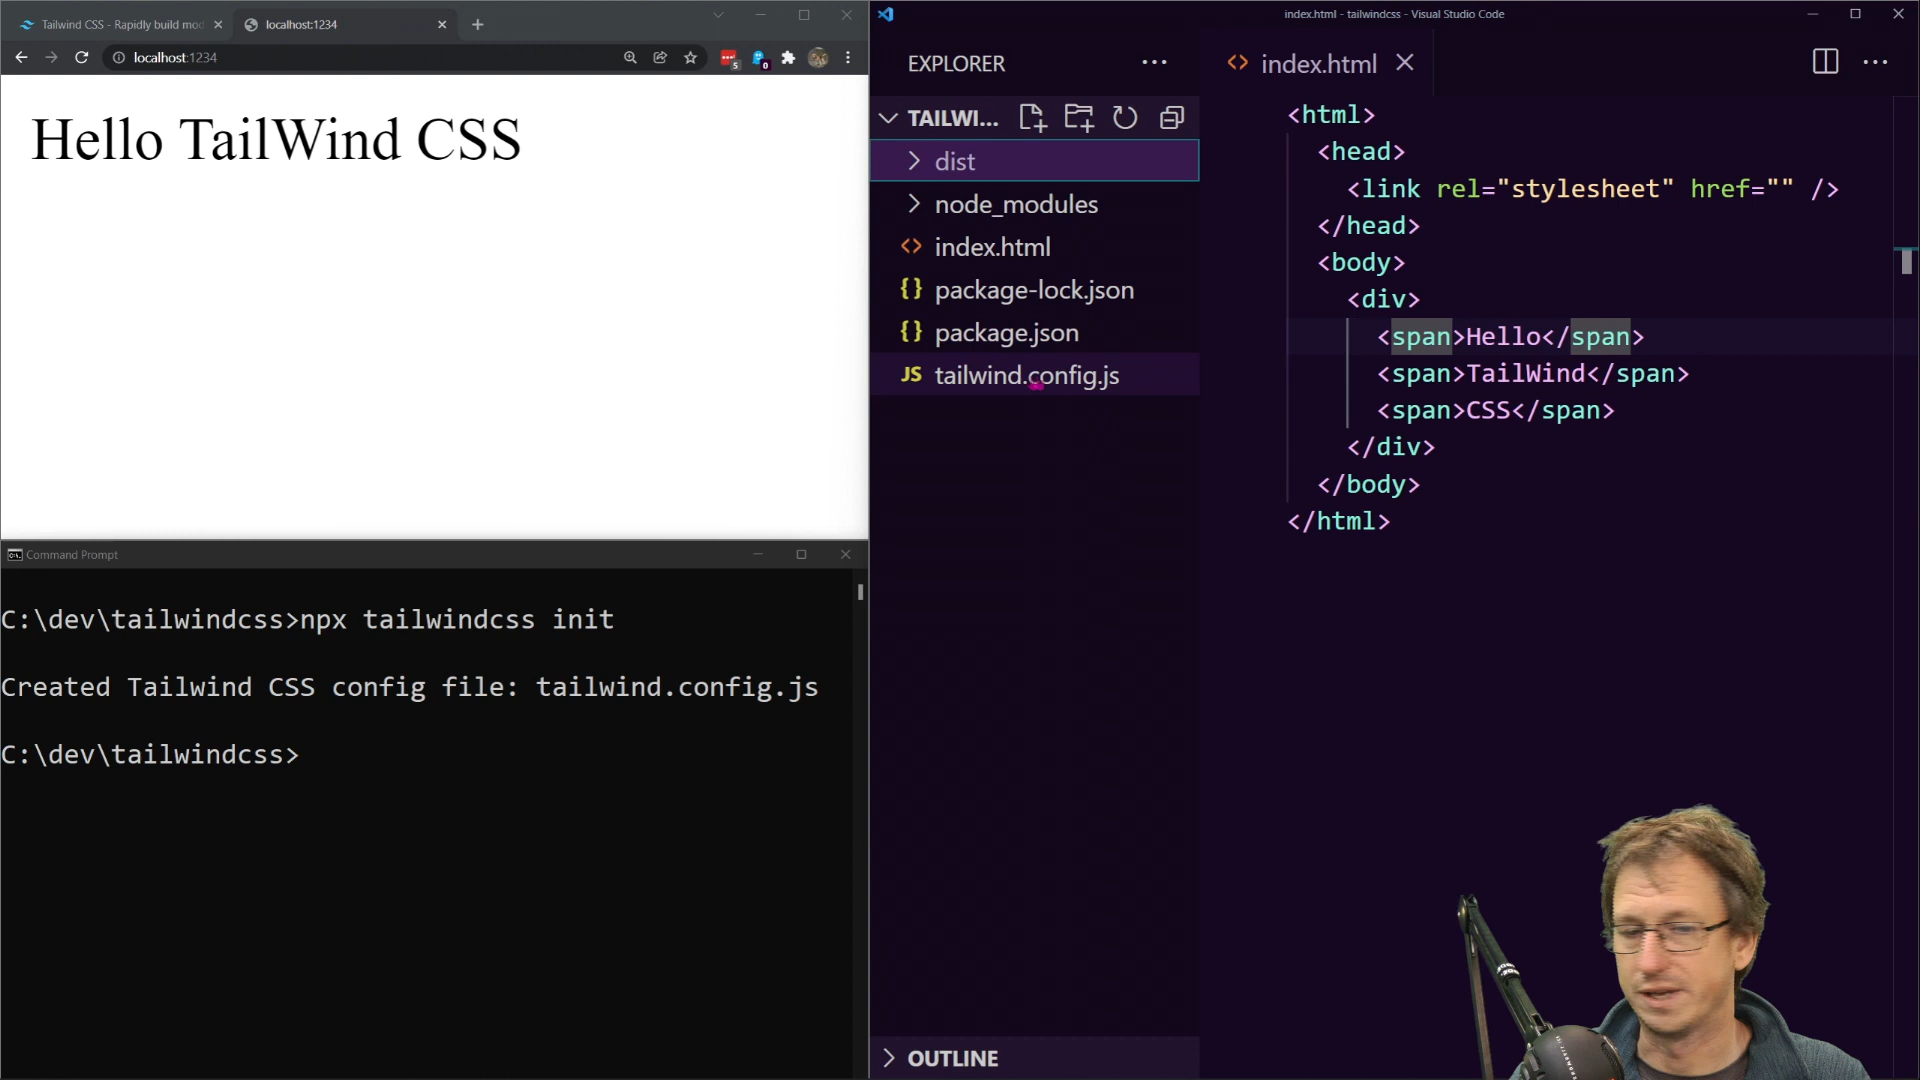 Tailwind CSS - Rapidly build mod
localhost:1234
localhost:1234
5
0
Hello TailWind CSS
Command Prompt
C:\dev\tailwindcss>npx tailwindcss init
Created Tailwind CSS config file: tailwind.config.js
C:\dev\tailwindcss>
index.html - tailwindcss - Visual Studio Code
EXPLORER
TAILWI...
dist
node_modules
index.html
package-lock.json
package.json
JS tailwind.config.js
OUTLINE
index.html
<html>
<head>
<link rel="stylesheet" href="" />
</head>
<body>
<div>
<span>Hello</span>
<span>TailWind</span>
<span>CSS</span>
</div>
</body>
</html>